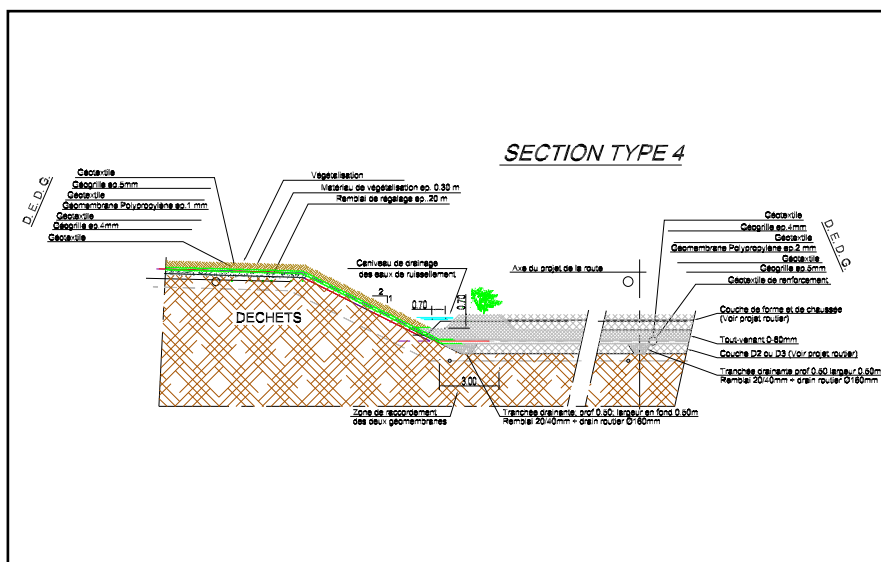 SECTION TYPE 4
D. E. D. G.
Géotextile
Géogrille ep.5mm
Géotextile
Géomembrane Polypropylène ep.1 mm
Géotextile
Géogrille ep.4mm
Géotextile
Végétalisation
Matériau de végétalisation ep. 0.30 m
Remblai de réglage ep..20 m
Caniveau de drainage
des eaux de ruissellement
Axe du projet de la route
Géotextile
Géogrille ep.4mm
Géotextile
Géomembrane Polypropylène ep.2 mm
Géotextile
Géogrille ep.5mm
Géotextile de renforcement
D. E. D. G.
2
1
0.70
0.70
DECHETS
Couche de forme et de chaussée
(Voir projet routier)
Tout-venant 0-80mm
Couche D2 ou D3 (Voir projet routier)
Tranchée drainante prof 0.50 largeur 0.50m
Remblai 20/40mm + drain routier Ø160mm
3.00
Zone de raccordement
des deux géomembranes
Tranchée drainante, prof 0.50; largeur en fond 0.50m
Remblai 20/40mm + drain routier Ø160mm